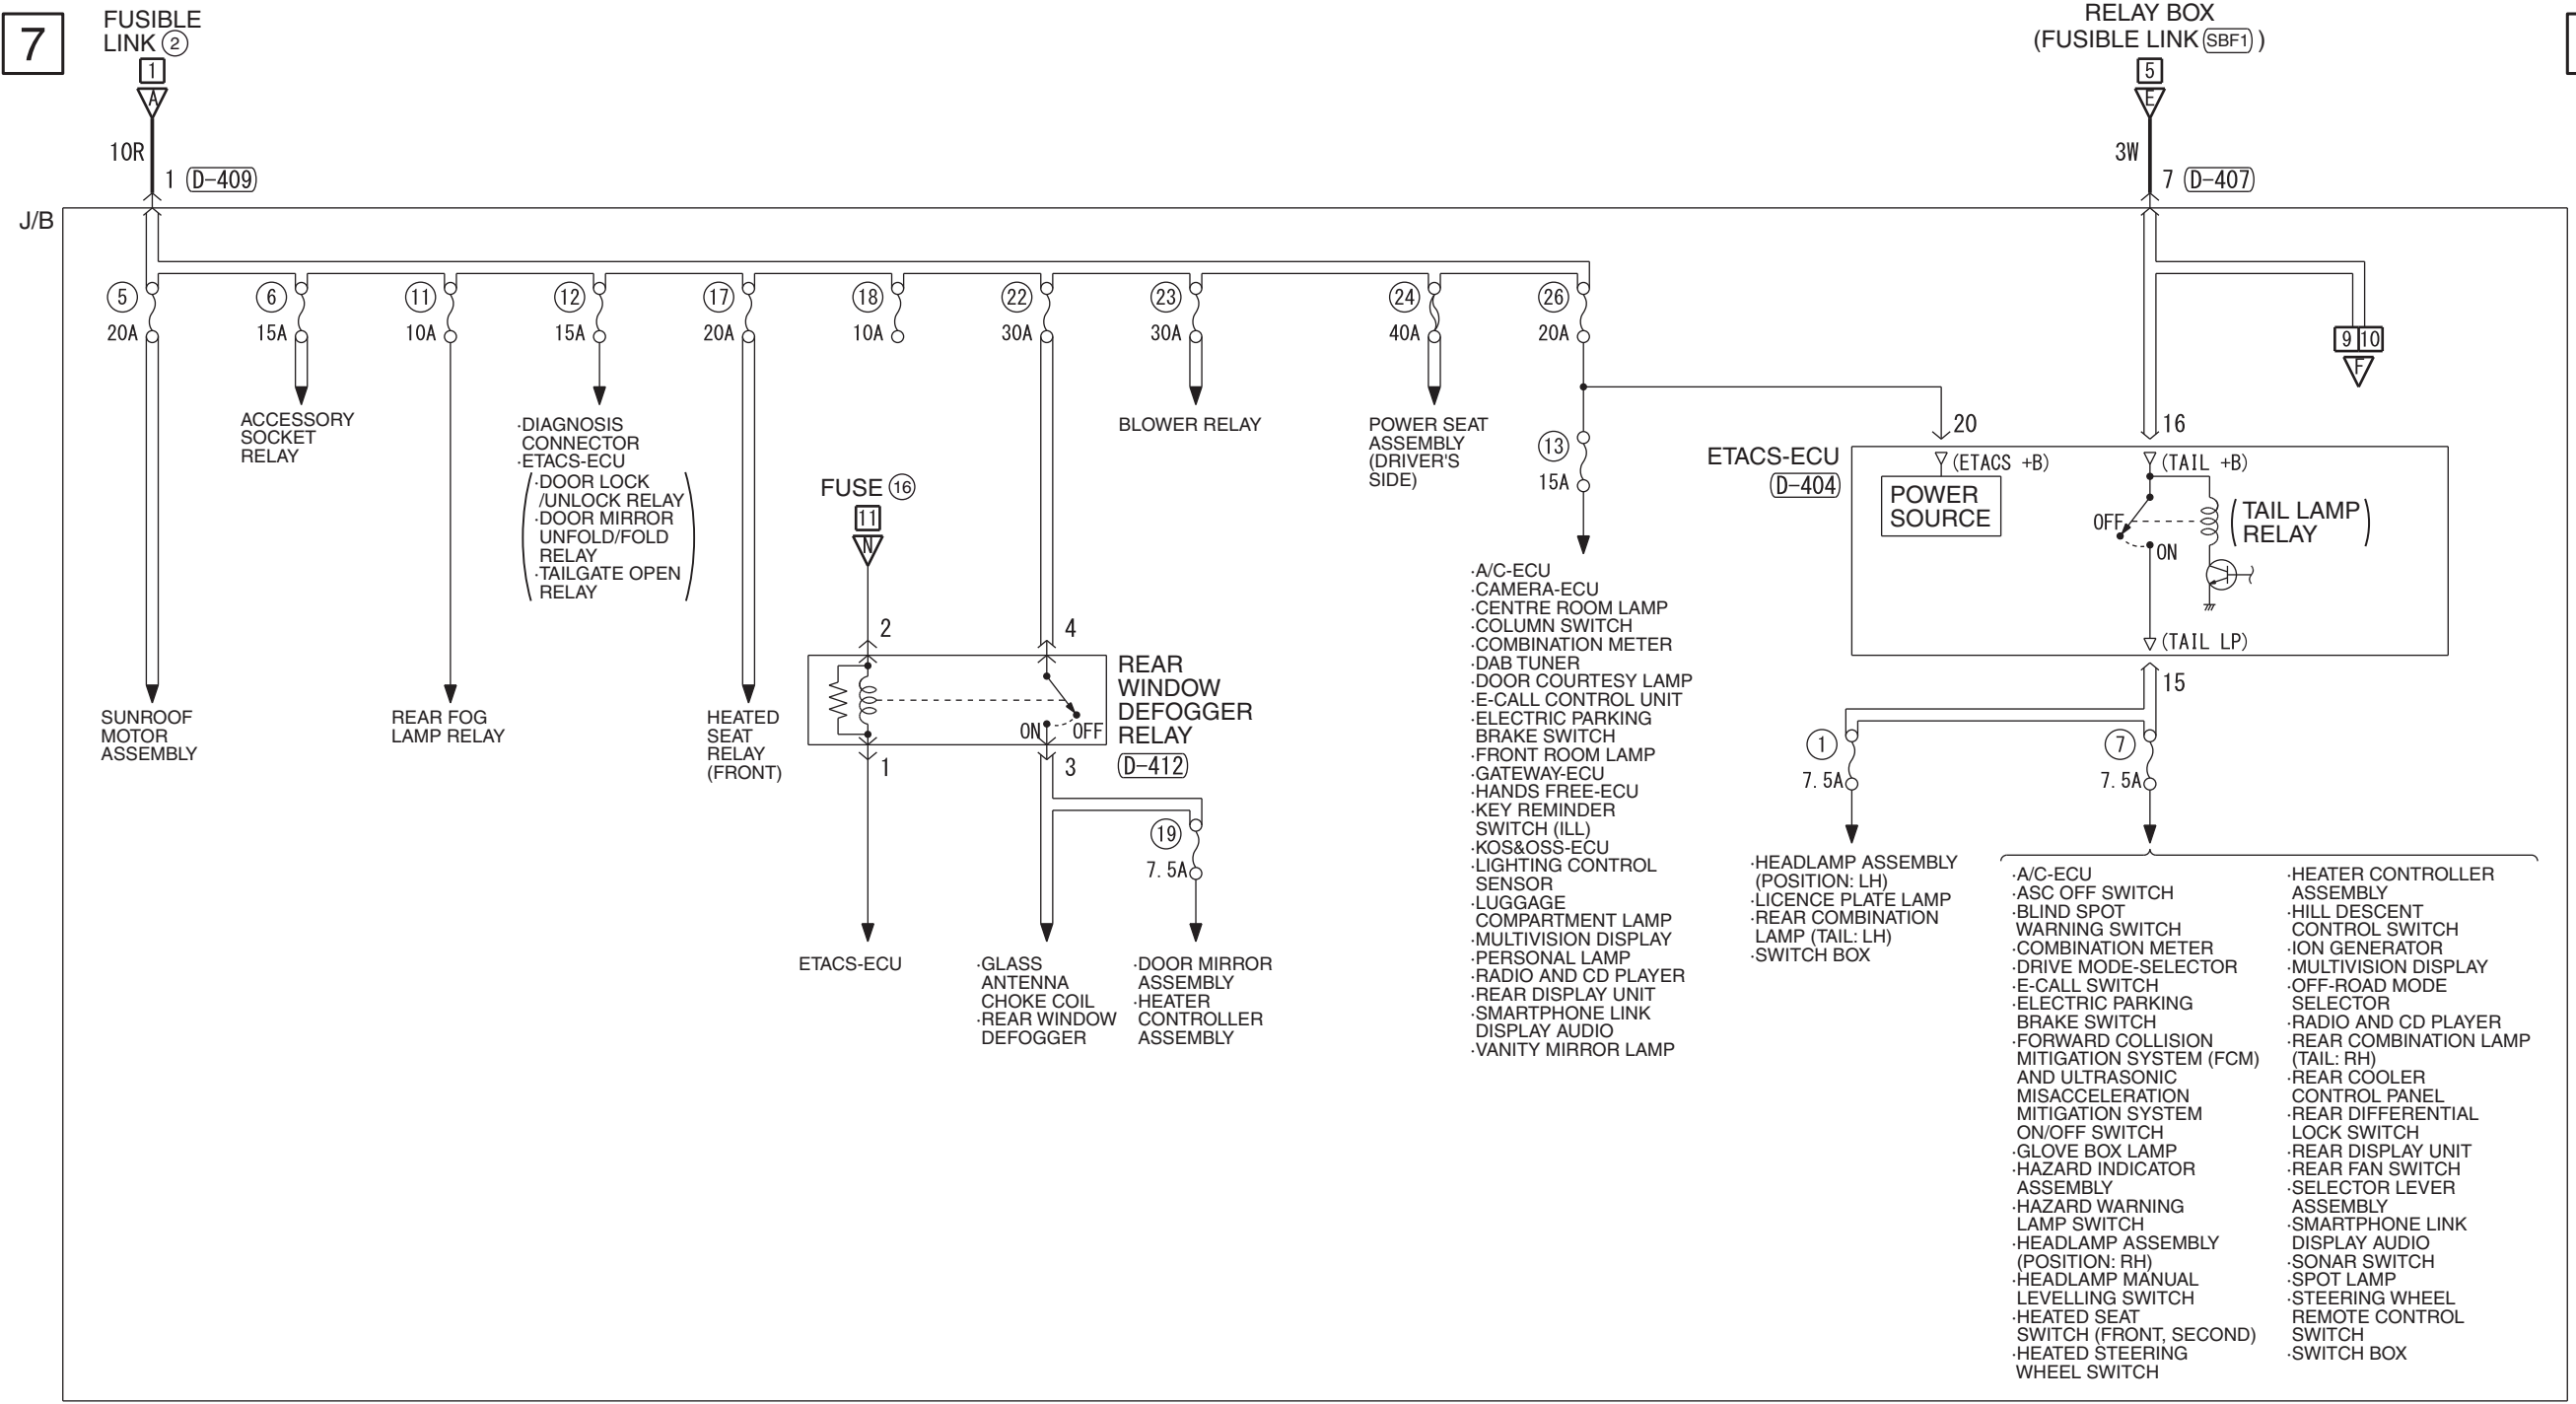 7
FUSIBLE
LINK 2
1
A
10R
1 D-409
RELAY BOX
(FUSIBLE LINK SBF1 )
5
E
3W
7 D-407
J/B
5
20A
6
15A
11
10A
12
15A
17
20A
18
10A
22
30A
23
30A
24
40A
26
20A
9 10
F
ACCESSORY
SOCKET
RELAY
·DIAGNOSIS
CONNECTOR
·ETACS-ECU
·DOOR LOCK
/UNLOCK RELAY
·DOOR MIRROR
UNFOLD/FOLD
RELAY
·TAILGATE OPEN
RELAY
BLOWER RELAY
POWER SEAT
ASSEMBLY
(DRIVER'S
SIDE)
13
15A
SUNROOF
MOTOR
ASSEMBLY
REAR FOG
LAMP RELAY
HEATED
SEAT
RELAY
(FRONT)
FUSE 16
11
N
2
4
ON
OFF
REAR
WINDOW
DEFOGGER
RELAY
D-412
1
3
19
7.5A
ETACS-ECU
·GLASS
ANTENNA
CHOKE COIL
·REAR WINDOW
DEFOGGER
·DOOR MIRROR
ASSEMBLY
·HEATER
CONTROLLER
ASSEMBLY
·A/C-ECU
·CAMERA-ECU
·CENTRE ROOM LAMP
·COLUMN SWITCH
·COMBINATION METER
·DAB TUNER
·DOOR COURTESY LAMP
·E-CALL CONTROL UNIT
·ELECTRIC PARKING
BRAKE SWITCH
·FRONT ROOM LAMP
·GATEWAY-ECU
·HANDS FREE-ECU
·KEY REMINDER
SWITCH (ILL)
·KOS&OSS-ECU
·LIGHTING CONTROL
SENSOR
·LUGGAGE
COMPARTMENT LAMP
·MULTIVISION DISPLAY
·PERSONAL LAMP
·RADIO AND CD PLAYER
·REAR DISPLAY UNIT
·SMARTPHONE LINK
DISPLAY AUDIO
·VANITY MIRROR LAMP
ETACS-ECU
D-404
20
16
(ETACS +B)
(TAIL +B)
POWER
SOURCE
OFF
ON
(TAIL LAMP
RELAY)
(TAIL LP)
15
1
7.5A
7
7.5A
·HEADLAMP ASSEMBLY
(POSITION: LH)
·LICENCE PLATE LAMP
·REAR COMBINATION
LAMP (TAIL: LH)
·SWITCH BOX
·A/C-ECU
·ASC OFF SWITCH
·BLIND SPOT
WARNING SWITCH
·COMBINATION METER
·DRIVE MODE-SELECTOR
·E-CALL SWITCH
·ELECTRIC PARKING
BRAKE SWITCH
·FORWARD COLLISION
MITIGATION SYSTEM (FCM)
AND ULTRASONIC
MISACCELERATION
MITIGATION SYSTEM
ON/OFF SWITCH
·GLOVE BOX LAMP
·HAZARD INDICATOR
ASSEMBLY
·HAZARD WARNING
LAMP SWITCH
·HEADLAMP ASSEMBLY
(POSITION: RH)
·HEADLAMP MANUAL
LEVELLING SWITCH
·HEATED SEAT
SWITCH (FRONT, SECOND)
·HEATED STEERING
WHEEL SWITCH
·HEATER CONTROLLER
ASSEMBLY
·HILL DESCENT
CONTROL SWITCH
·ION GENERATOR
·MULTIVISION DISPLAY
·OFF-ROAD MODE
SELECTOR
·RADIO AND CD PLAYER
·REAR COMBINATION LAMP
(TAIL: RH)
·REAR COOLER
CONTROL PANEL
·REAR DIFFERENTIAL
LOCK SWITCH
·REAR DISPLAY UNIT
·REAR FAN SWITCH
·SELECTOR LEVER
ASSEMBLY
·SMARTPHONE LINK
DISPLAY AUDIO
·SONAR SWITCH
·SPOT LAMP
·STEERING WHEEL
REMOTE CONTROL
SWITCH
·SWITCH BOX